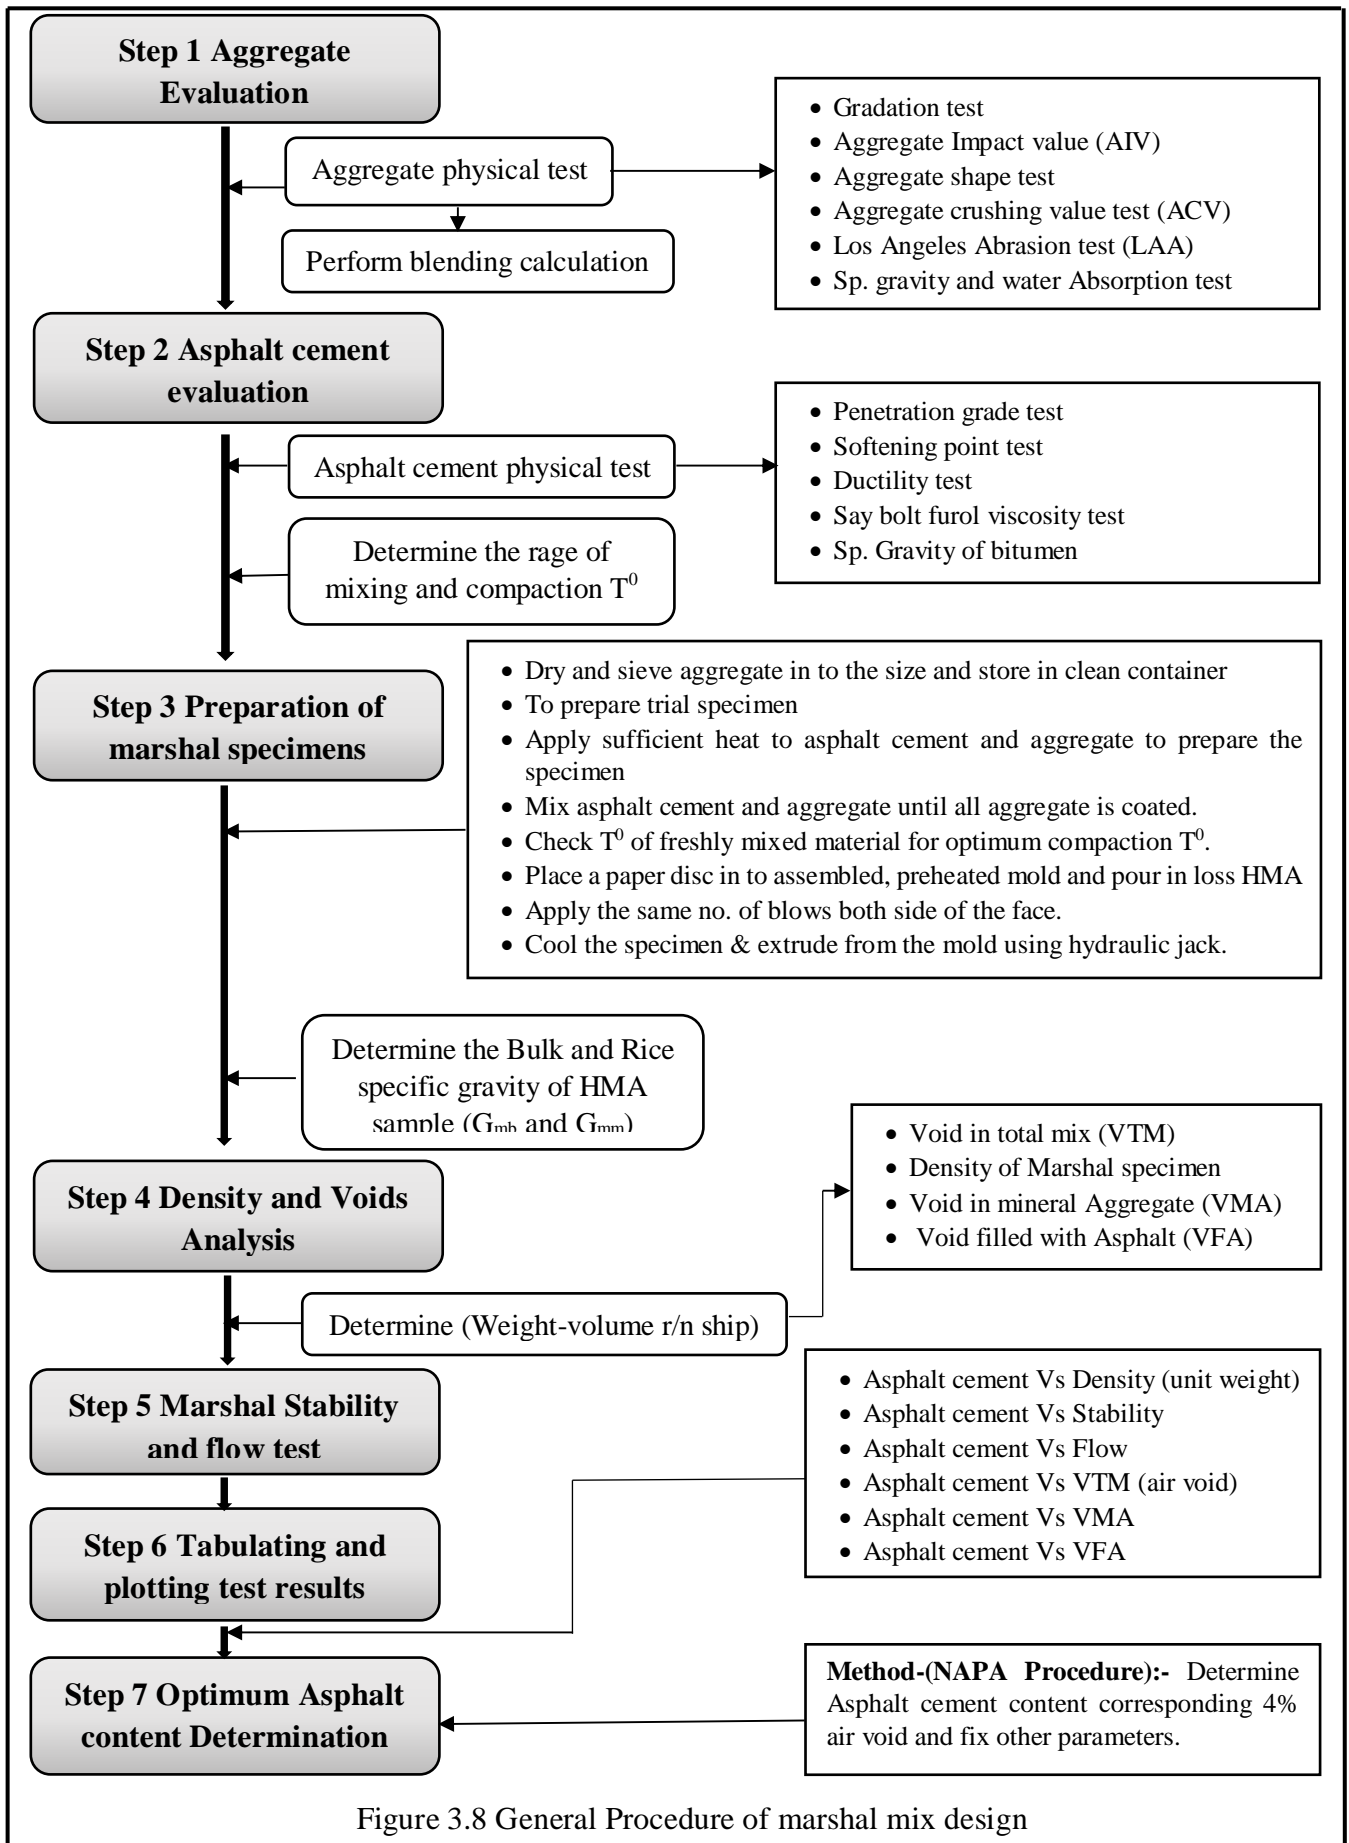 Step 1 Aggregate
Evaluation
Aggregate physical test
Perform blending calculation
• Gradation test
• Aggregate Impact value (AIV)
• Aggregate shape test
• Aggregate crushing value test (ACV)
• Los Angeles Abrasion test (LAA)
• Sp. gravity and water Absorption test
Step 2 Asphalt cement
evaluation
Asphalt cement physical test
• Penetration grade test
• Softening point test
• Ductility test
• Say bolt furol viscosity test
• Sp. Gravity of bitumen
Determine the rage of
mixing and compaction T⁰
Step 3 Preparation of
marshal specimens
• Dry and sieve aggregate in to the size and store in clean container
• To prepare trial specimen
• Apply sufficient heat to asphalt cement and aggregate to prepare the
specimen
• Mix asphalt cement and aggregate until all aggregate is coated.
• Check T⁰ of freshly mixed material for optimum compaction T⁰.
• Place a paper disc in to assembled, preheated mold and pour in loss HMA
• Apply the same no. of blows both side of the face.
• Cool the specimen & extrude from the mold using hydraulic jack.
Determine the Bulk and Rice
specific gravity of HMA
sample (Gmb and Gmm)
Step 4 Density and Voids
Analysis
• Void in total mix (VTM)
• Density of Marshal specimen
• Void in mineral Aggregate (VMA)
• Void filled with Asphalt (VFA)
Determine (Weight-volume r/n ship)
Step 5 Marshal Stability
and flow test
• Asphalt cement Vs Density (unit weight)
• Asphalt cement Vs Stability
• Asphalt cement Vs Flow
• Asphalt cement Vs VTM (air void)
• Asphalt cement Vs VMA
• Asphalt cement Vs VFA
Step 6 Tabulating and
plotting test results
Step 7 Optimum Asphalt
content Determination
Method-(NAPA Procedure):- Determine
Asphalt cement content corresponding 4%
air void and fix other parameters.
Figure 3.8 General Procedure of marshal mix design